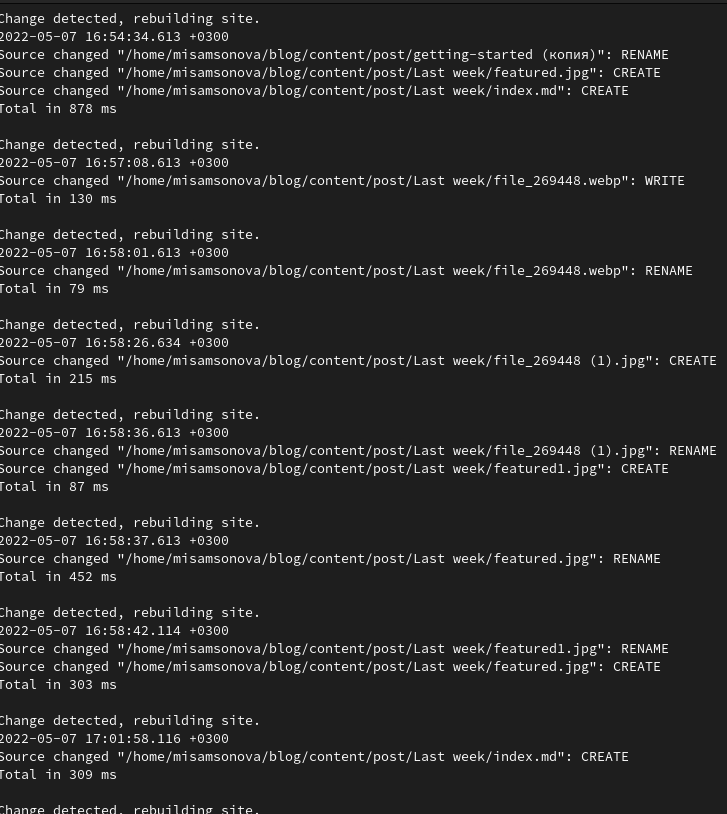 Change detected, rebuilding site.
2022-05-07 16:54:34.613 +0300
Source changed "/home/misamsonova/blog/content/post/getting-started (копия)": RENAME
Source changed "/home/misamsonova/blog/content/post/Last week/featured.jpg": CREATE
Source changed "/home/misamsonova/blog/content/post/Last week/index.md": CREATE
Total in 878 ms
Change detected, rebuilding site.
2022-05-07 16:57:08.613 +0300
Source changed "/home/misamsonova/blog/content/post/Last week/file_269448.webp": WRITE
Total in 130 ms
Change detected, rebuilding site.
2022-05-07 16:58:01.613 +0300
Source changed "/home/misamsonova/blog/content/post/Last week/file_269448.webp": RENAME
Total in 79 ms
Change detected, rebuilding site.
2022-05-07 16:58:26.634 +0300
Source changed "/home/misamsonova/blog/content/post/Last week/file_269448 (1).jpg": CREATE
Total in 215 ms
Change detected, rebuilding site.
2022-05-07 16:58:36.613 +0300
Source changed "/home/misamsonova/blog/content/post/Last week/file_269448 (1).jpg": RENAME
Source changed "/home/misamsonova/blog/content/post/Last week/featured1.jpg": CREATE
Total in 87 ms
Change detected, rebuilding site.
2022-05-07 16:58:37.613 +0300
Source changed "/home/misamsonova/blog/content/post/Last week/featured.jpg": RENAME
Total in 452 ms
Change detected, rebuilding site.
2022-05-07 16:58:42.114 +0300
Source changed "/home/misamsonova/blog/content/post/Last week/featured1.jpg": RENAME
Source changed "/home/misamsonova/blog/content/post/Last week/featured.jpg": CREATE
Total in 303 ms
Change detected, rebuilding site.
2022-05-07 17:01:58.116 +0300
Source changed "/home/misamsonova/blog/content/post/Last week/index.md": CREATE
Total in 309 ms
Change detected, rebuilding site.